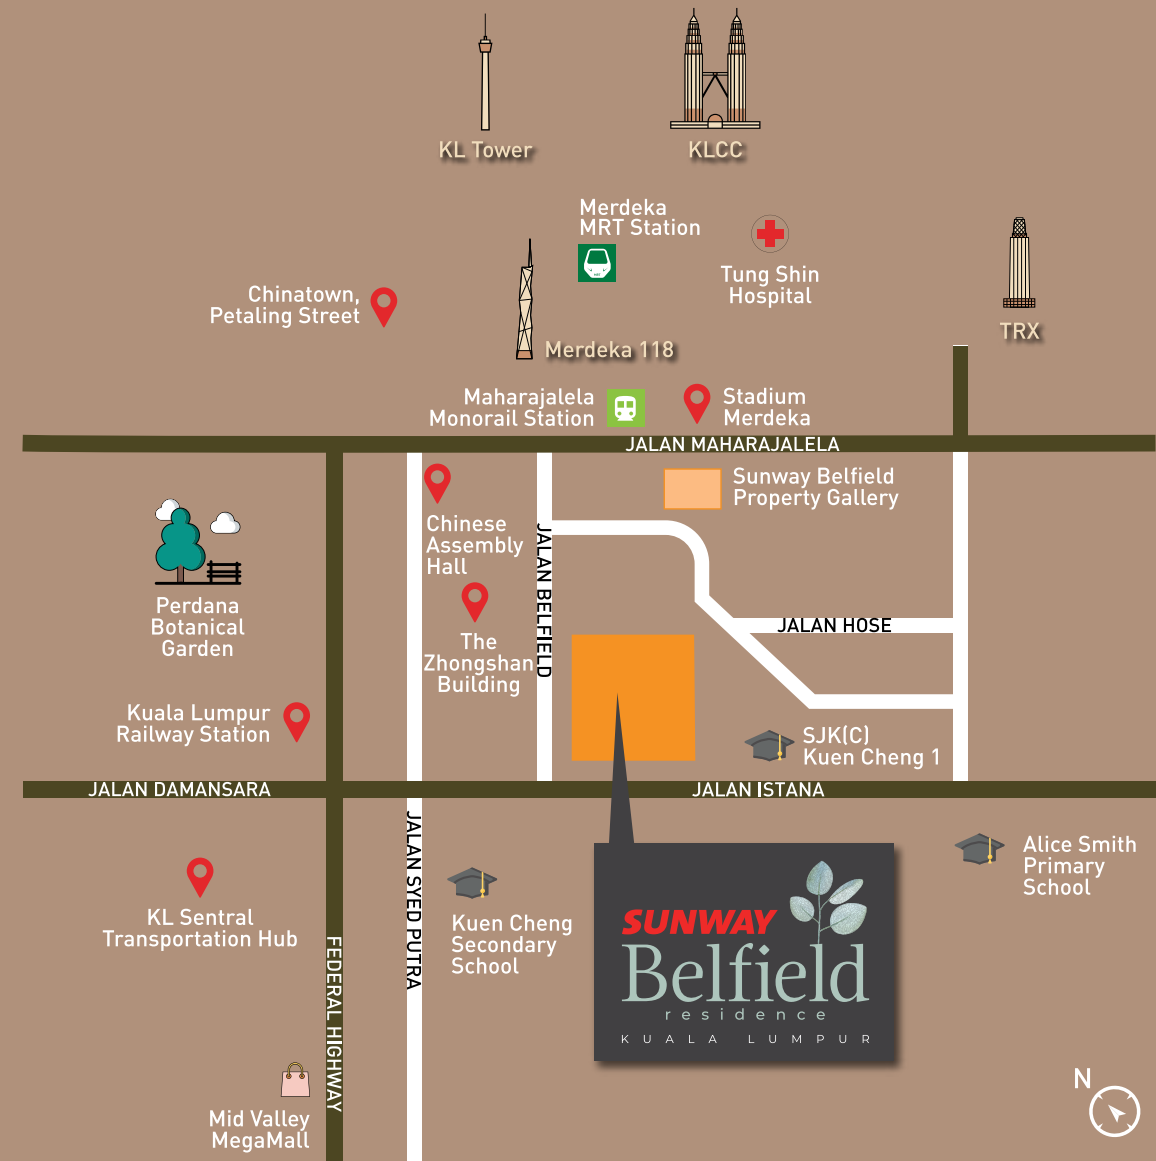 KL Tower
KLCC
Merdeka
MRT Station
Tung Shin
Hospital
Chinatown,
Petaling Street
TRX
Merdeka 118
Maharajalela
Monorail Station
Stadium
Merdeka
JALAN MAHARAJALELA
Sunway Belfield
Property Gallery
Chinese
Assembly
Hall
JALAN BELFIELD
Perdana
Botanical
Garden
The
Zhongshan
Building
JALAN HOSE
Kuala Lumpur
Railway Station
SJK(C)
Kuen Cheng 1
JALAN DAMANSARA
JALAN ISTANA
JALAN SYED PUTRA
Alice Smith
Primary
School
KL Sentral
Transportation Hub
Kuen Cheng
Secondary
School
SUNWAY
Belfield
residence
KUALA LUMPUR
FEDERAL HIGHWAY
Mid Valley
MegaMall
N